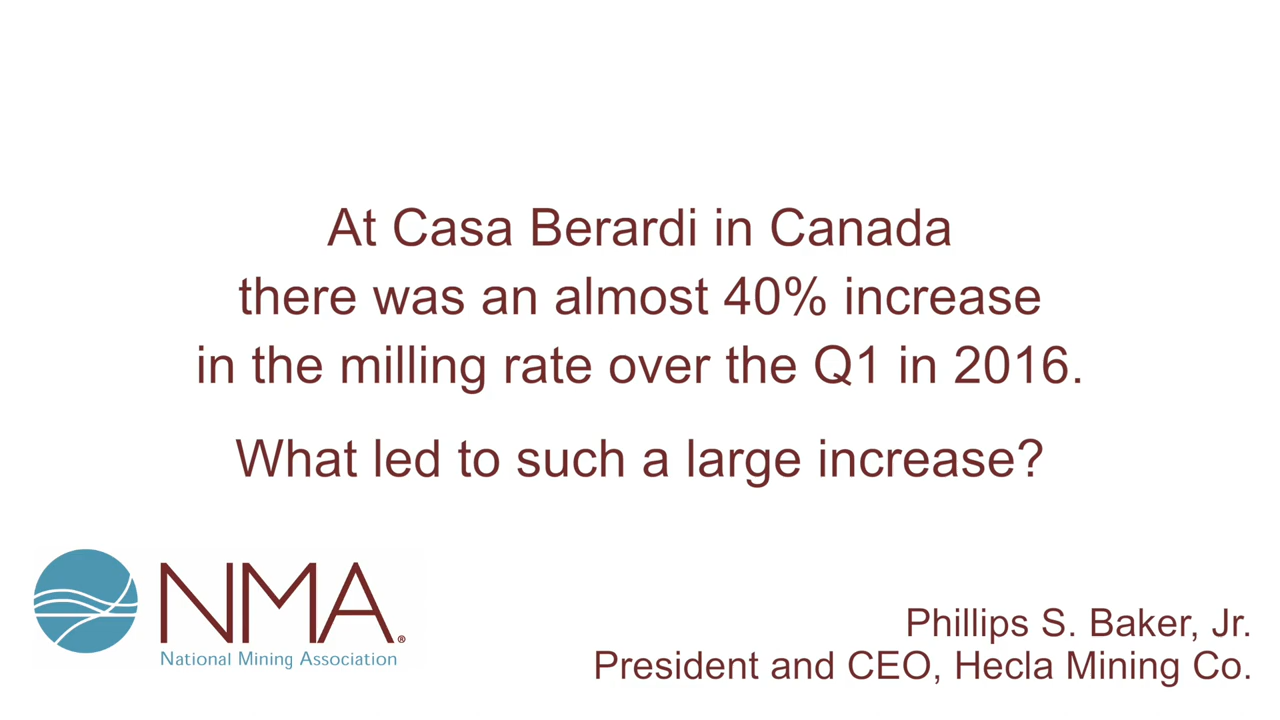 At Casa Berardi in Canada
there was an almost 40% increase
in the milling rate over the Q1 in 2016.
What led to such a large increase?
NMA®
National Mining Association
Phillips S. Baker, Jr.
President and CEO, Hecla Mining Co.